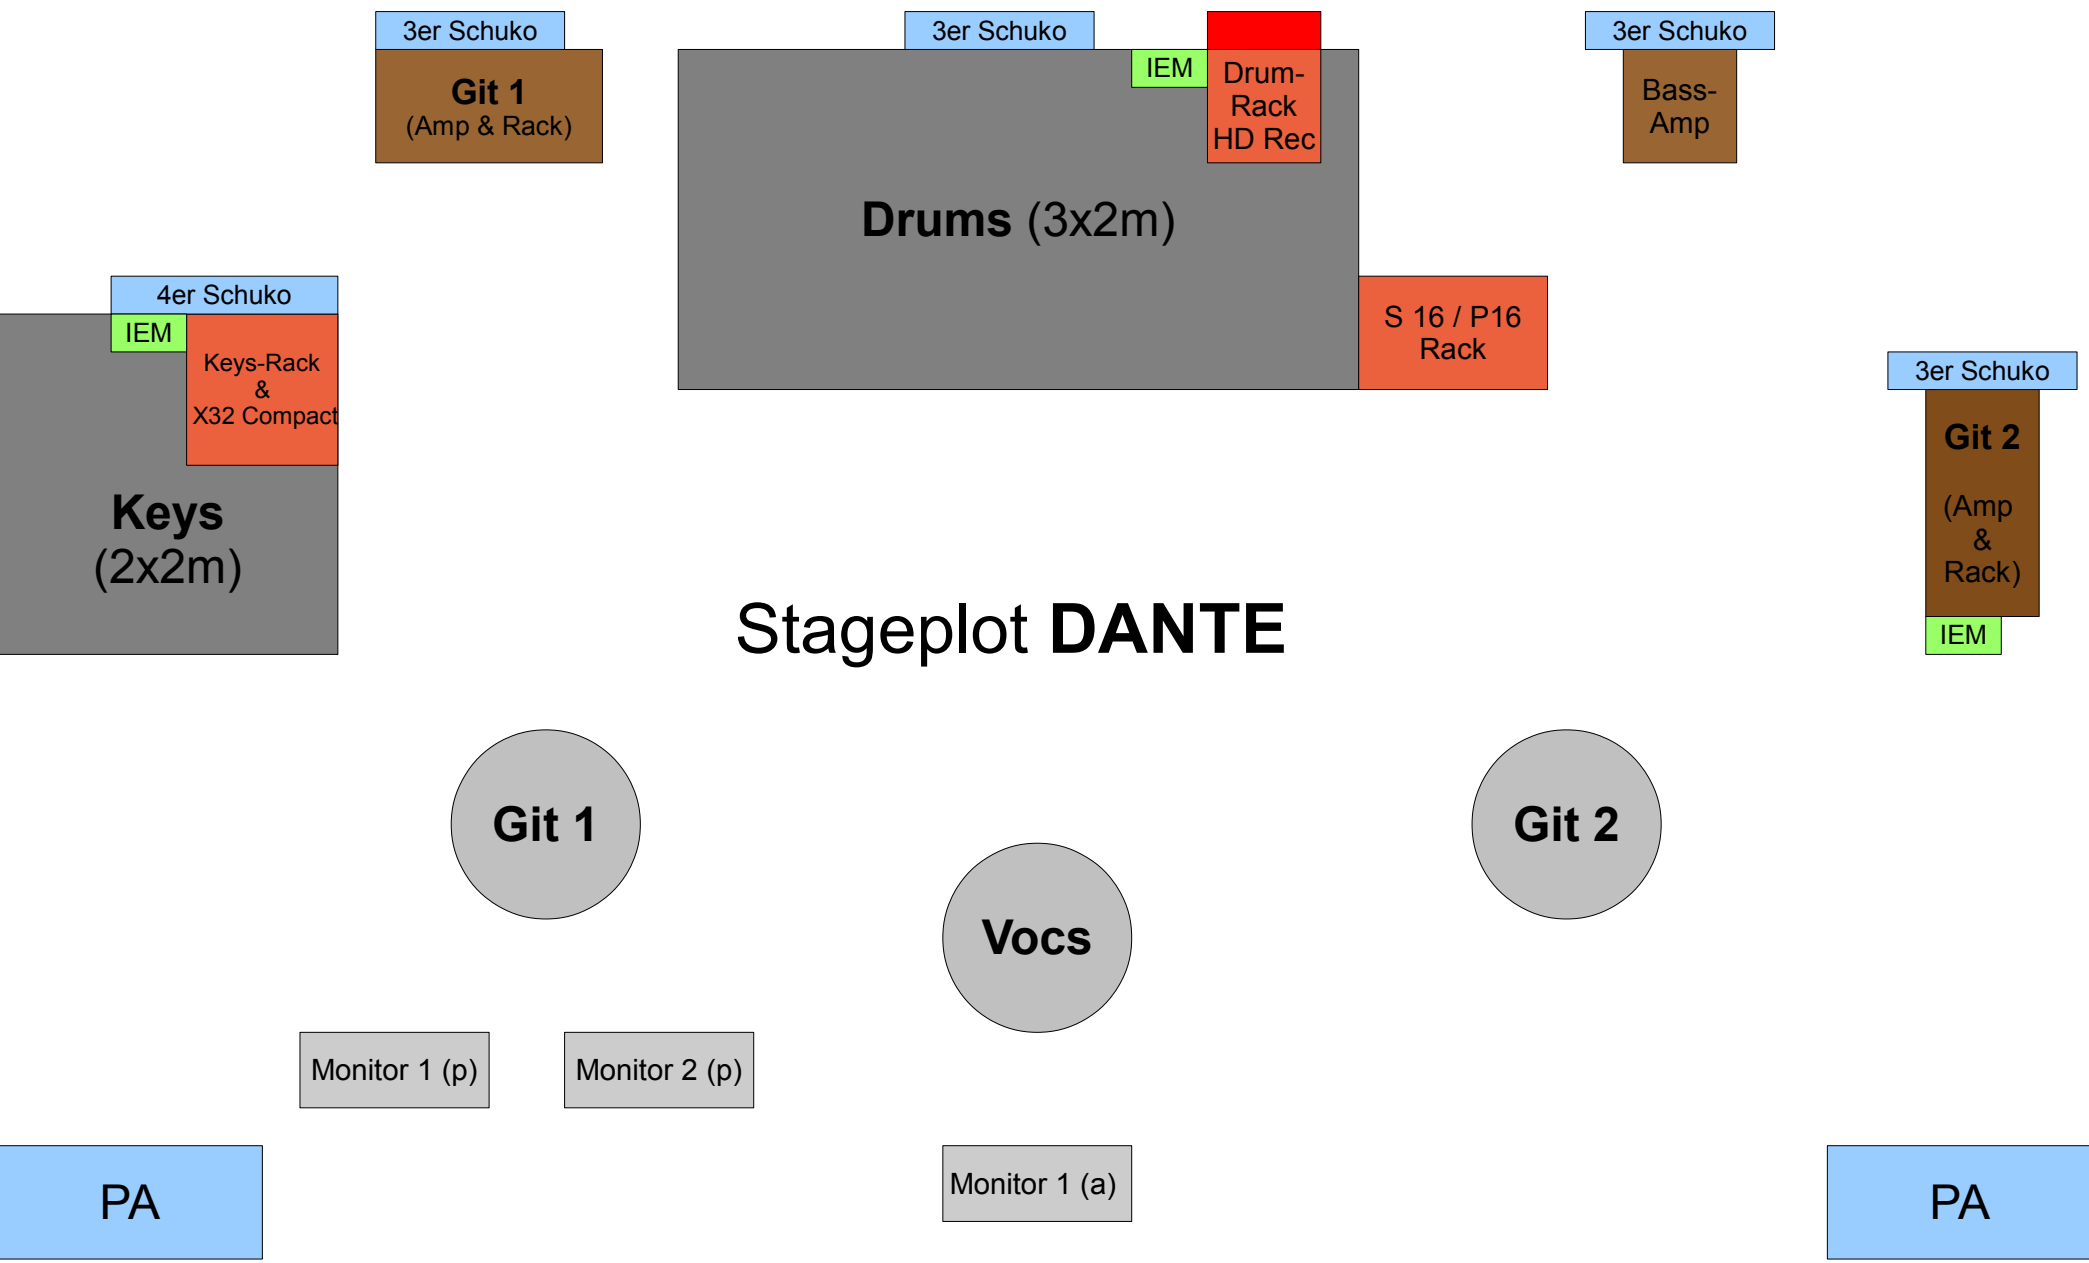 3er Schuko
3er Schuko
3er Schuko
Git 1
(Amp & Rack)
IEM
Drum-
Rack
HD Rec
Bass-
Amp
Drums (3x2m)
4er Schuko
IEM
Keys-Rack
&
X32 Compact
Keys
(2x2m)
S 16 / P16
Rack
3er Schuko
Git 2
(Amp
&
Rack)
IEM
Stageplot DANTE
Git 1
Git 2
Vocs
Monitor 1 (p)
Monitor 2 (p)
Monitor 1 (a)
PA
PA